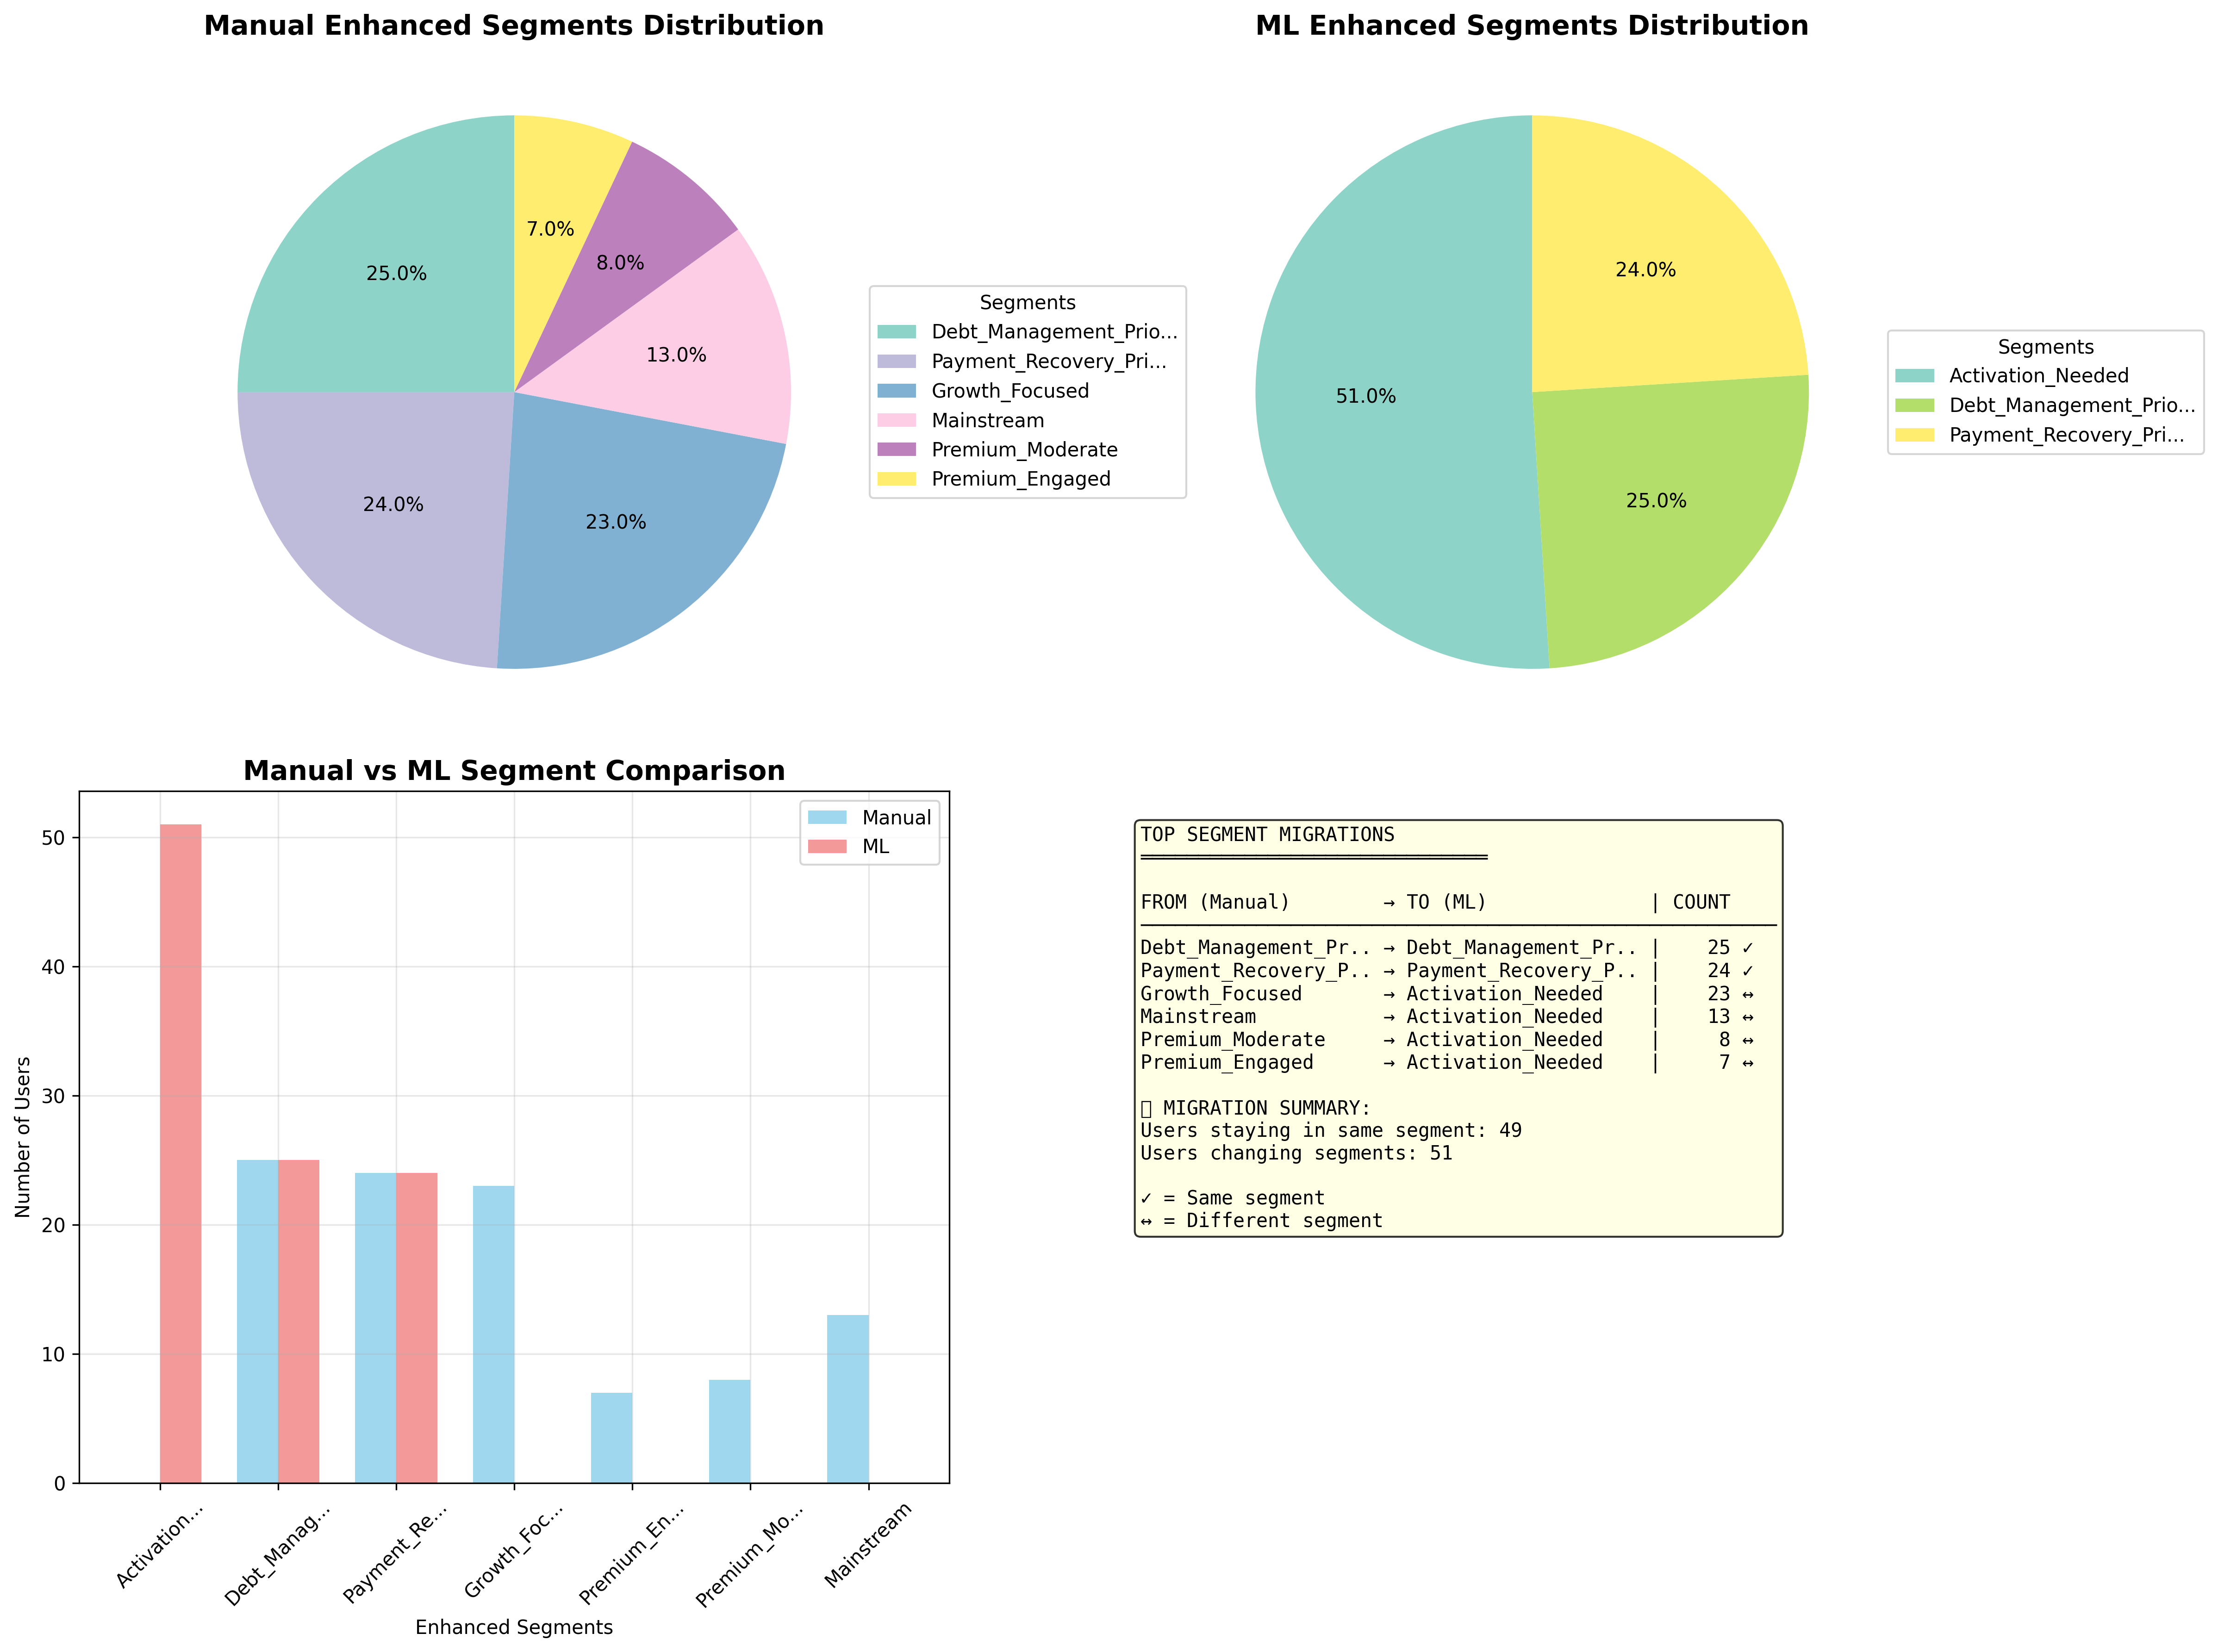 Manual Enhanced Segments Distribution
7.0%
8.0%
25.0%
13.0%
24.0%
23.0%
Segments
Debt_Management_Prio...
Payment_Recovery_Pri...
Growth_Focused
Mainstream
Premium_Moderate
Premium_Engaged
ML Enhanced Segments Distribution
24.0%
51.0%
25.0%
Segments
Activation_Needed
Debt_Management_Prio...
Payment_Recovery_Pri...
Manual vs ML Segment Comparison
Manual
ML
Number of Users
50
40
30
20
10
0
Activation...
Debt_Manag...
Payment_Re...
Growth_Foc...
Premium_En...
Premium_Mo...
Mainstream
Enhanced Segments
TOP SEGMENT MIGRATIONS
FROM (Manual) → TO (ML) | COUNT
Debt_Management_Pr.. → Debt_Management_Pr.. | 25 ✓
Payment_Recovery_P.. → Payment_Recovery_P.. | 24 ✓
Growth_Focused → Activation_Needed | 23 ↔
Mainstream → Activation_Needed | 13 ↔
Premium_Moderate → Activation_Needed | 8 ↔
Premium_Engaged → Activation_Needed | 7 ↔
MIGRATION SUMMARY:
Users staying in same segment: 49
Users changing segments: 51
✓ = Same segment
↔ = Different segment